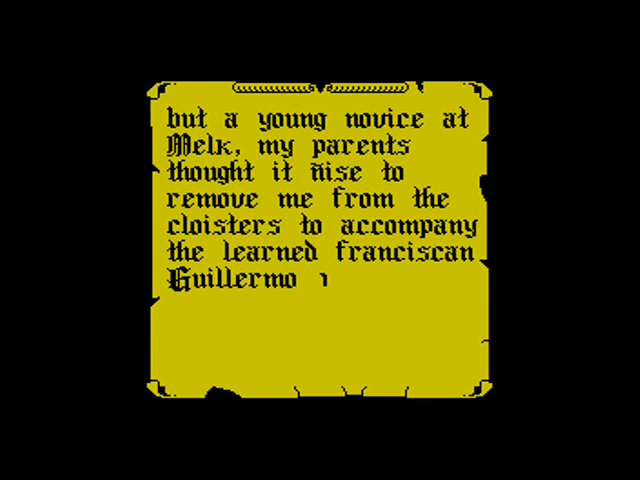 but a young novice at
Melk, my parents
thought it ñise to
remove me from the
cloisters to accompany
the learned franciscan
Guillermo